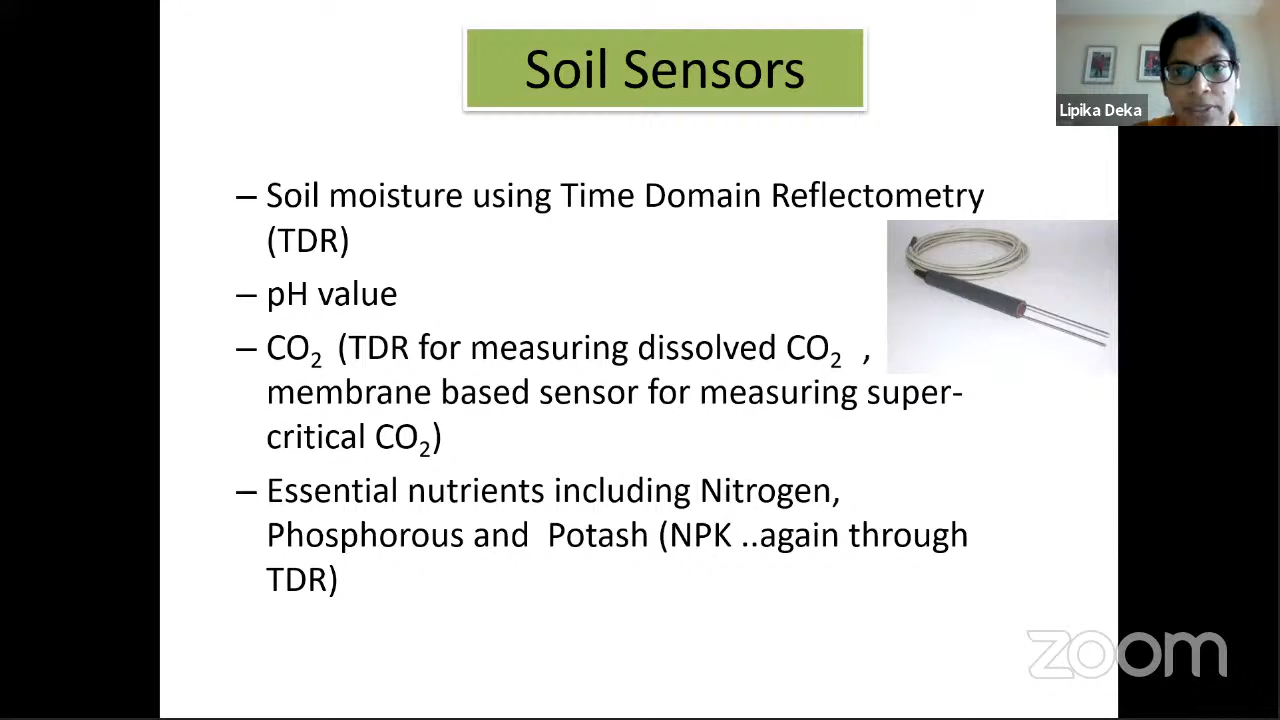 Soil Sensors
Lipika Deka
– Soil moisture using Time Domain Reflectometry
(TDR)
– pH value
– CO₂ (TDR for measuring dissolved CO₂ ,
membrane based sensor for measuring super-
critical CO₂)
– Essential nutrients including Nitrogen,
Phosphorous and Potash (NPK ..again through
TDR)
zoom